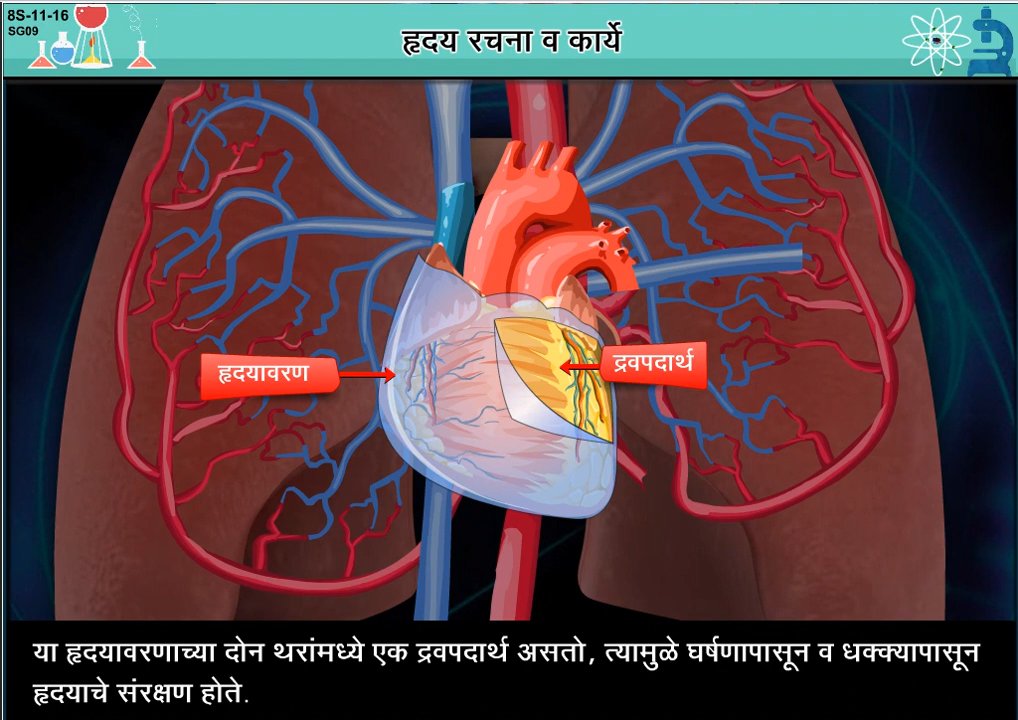 8S-11-16
SG09
हृदय रचना व कार्ये
हृदयावरण
द्रवपदार्थ
या हृदयावरणाच्या दोन थरांमध्ये एक द्रवपदार्थ असतो, त्यामुळे घर्षणापासून व धक्क्यापासून
हृदयाचे संरक्षण होते.